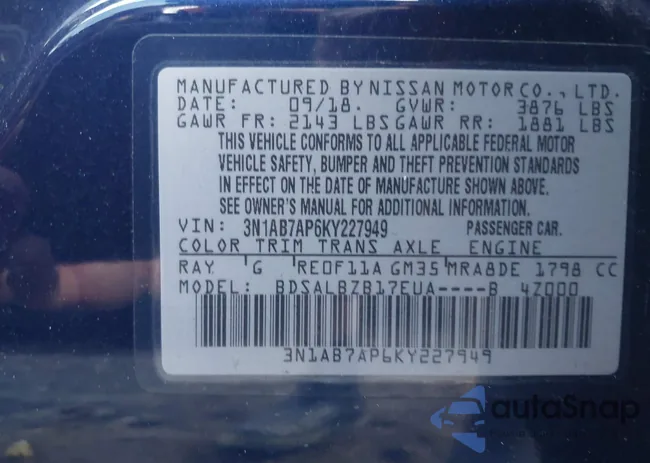 MANUFACTURED BY NISSAN MOTOR CO., LTD.
DATE: 09/18. GVWR: 3876 LBS
GAWR FR: 2143 LBS GAWR RR: 1881 LBS
THIS VEHICLE CONFORMS TO ALL APPLICABLE FEDERAL MOTOR
VEHICLE SAFETY, BUMPER AND THEFT PREVENTION STANDARDS
IN EFFECT ON THE DATE OF MANUFACTURE SHOWN ABOVE.
SEE OWNER'S MANUAL FOR ADDITIONAL INFORMATION.
VIN: 3N1AB7AP6KY227949 PASSENGER CAR.
COLOR TRIM TRANS AXLE ENGINE
RAY G RE0F11A GM35 MRA8DE 1798 CC
MODEL: BDSALBZB17EUA----B 4Z000
3N1AB7AP6KY227949
autoSnap